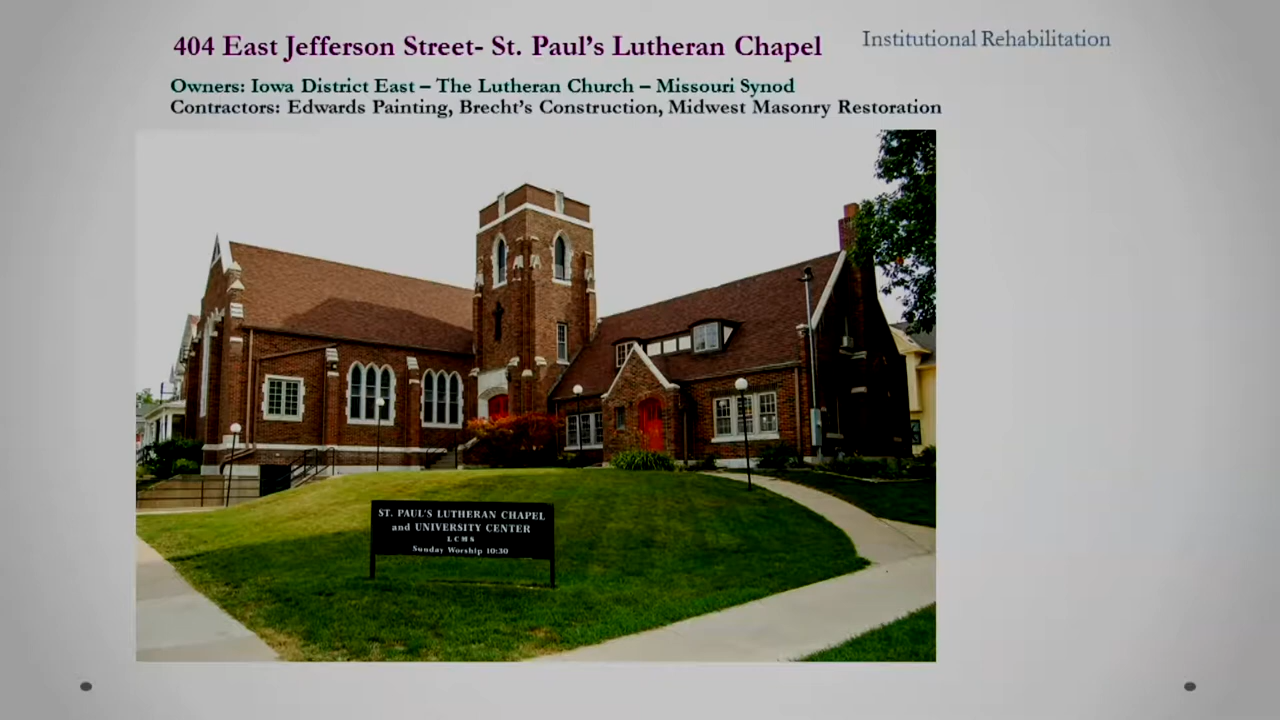 404 East Jefferson Street- St. Paul's Lutheran Chapel
Institutional Rehabilitation
Owners: Iowa District East – The Lutheran Church – Missouri Synod
Contractors: Edwards Painting, Brecht's Construction, Midwest Masonry Restoration
ST. PAUL'S LUTHERAN CHAPEL
and UNIVERSITY CENTER
LCMS
Sunday Worship 10:30